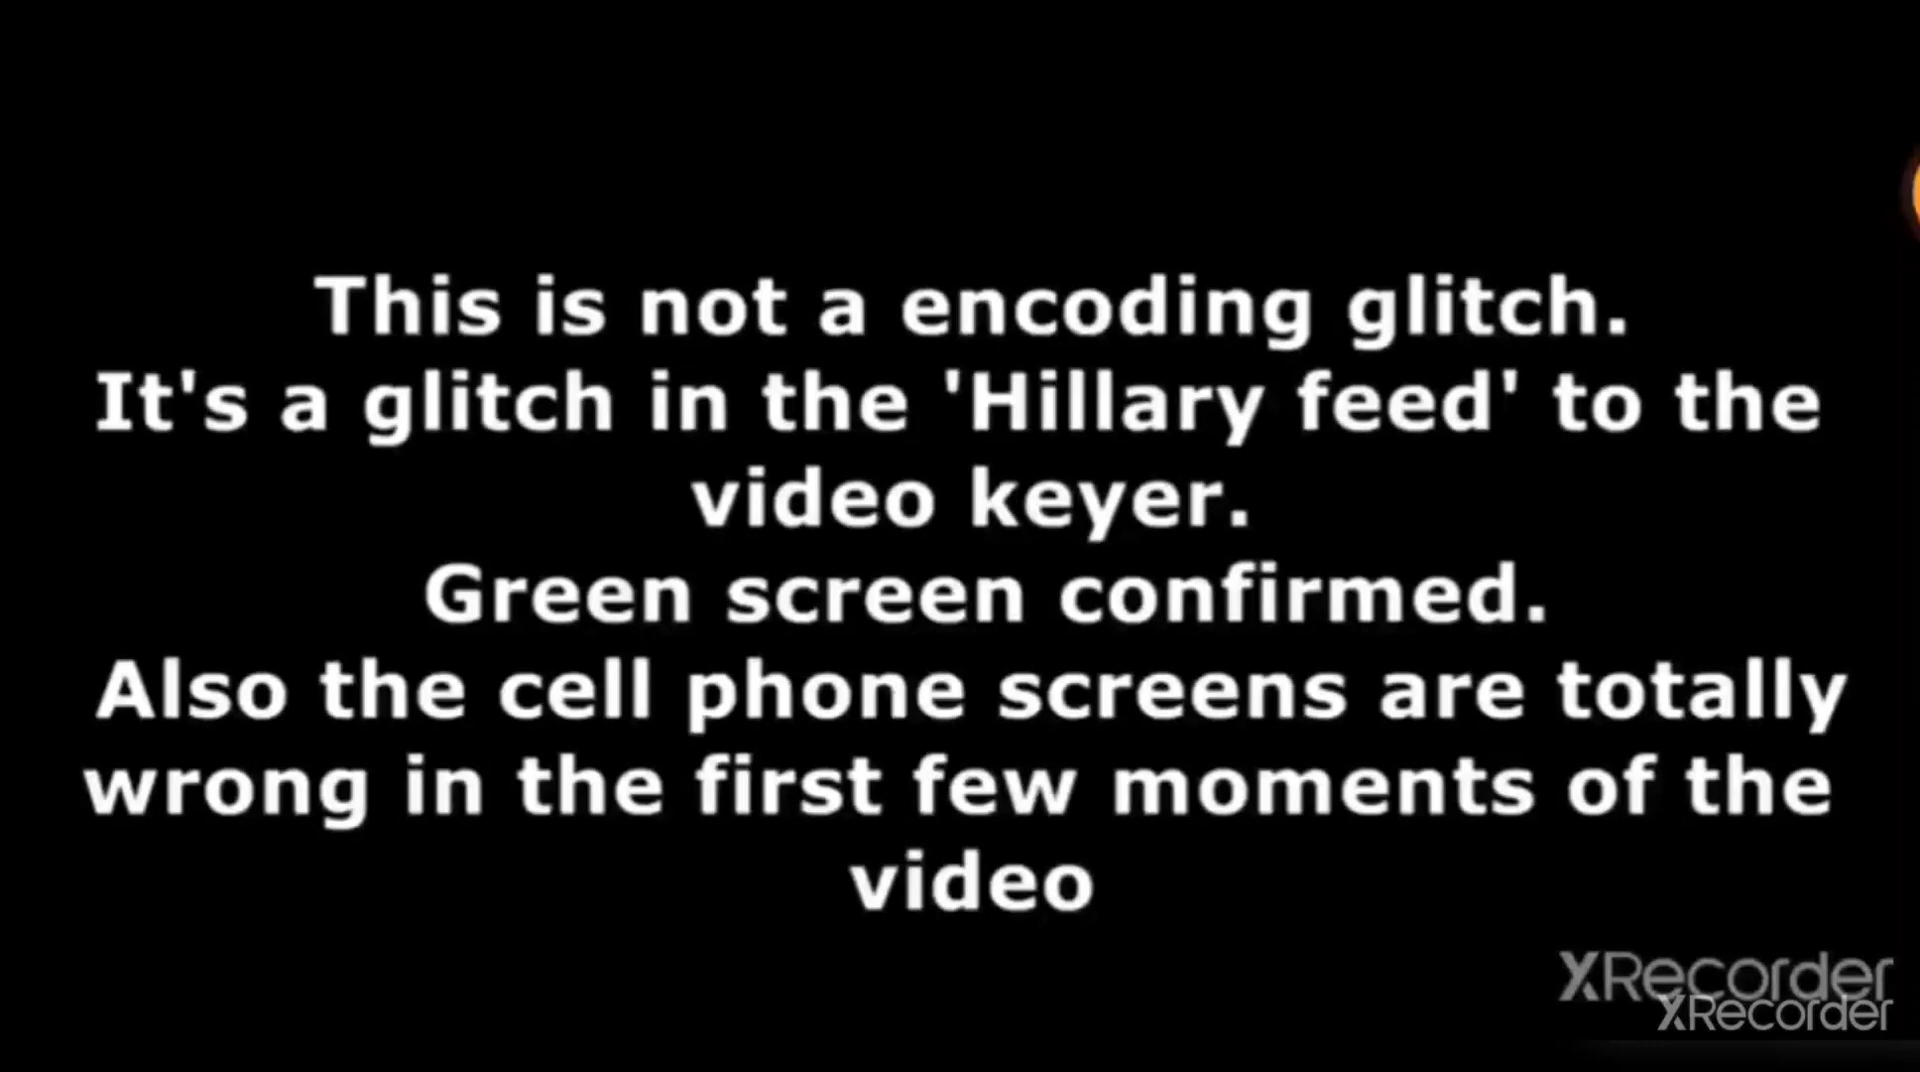 This is not a encoding glitch.
It's a glitch in the 'Hillary feed' to the
video keyer.
Green screen confirmed.
Also the cell phone screens are totally
wrong in the first few moments of the
video
XRecorder
XRecorder